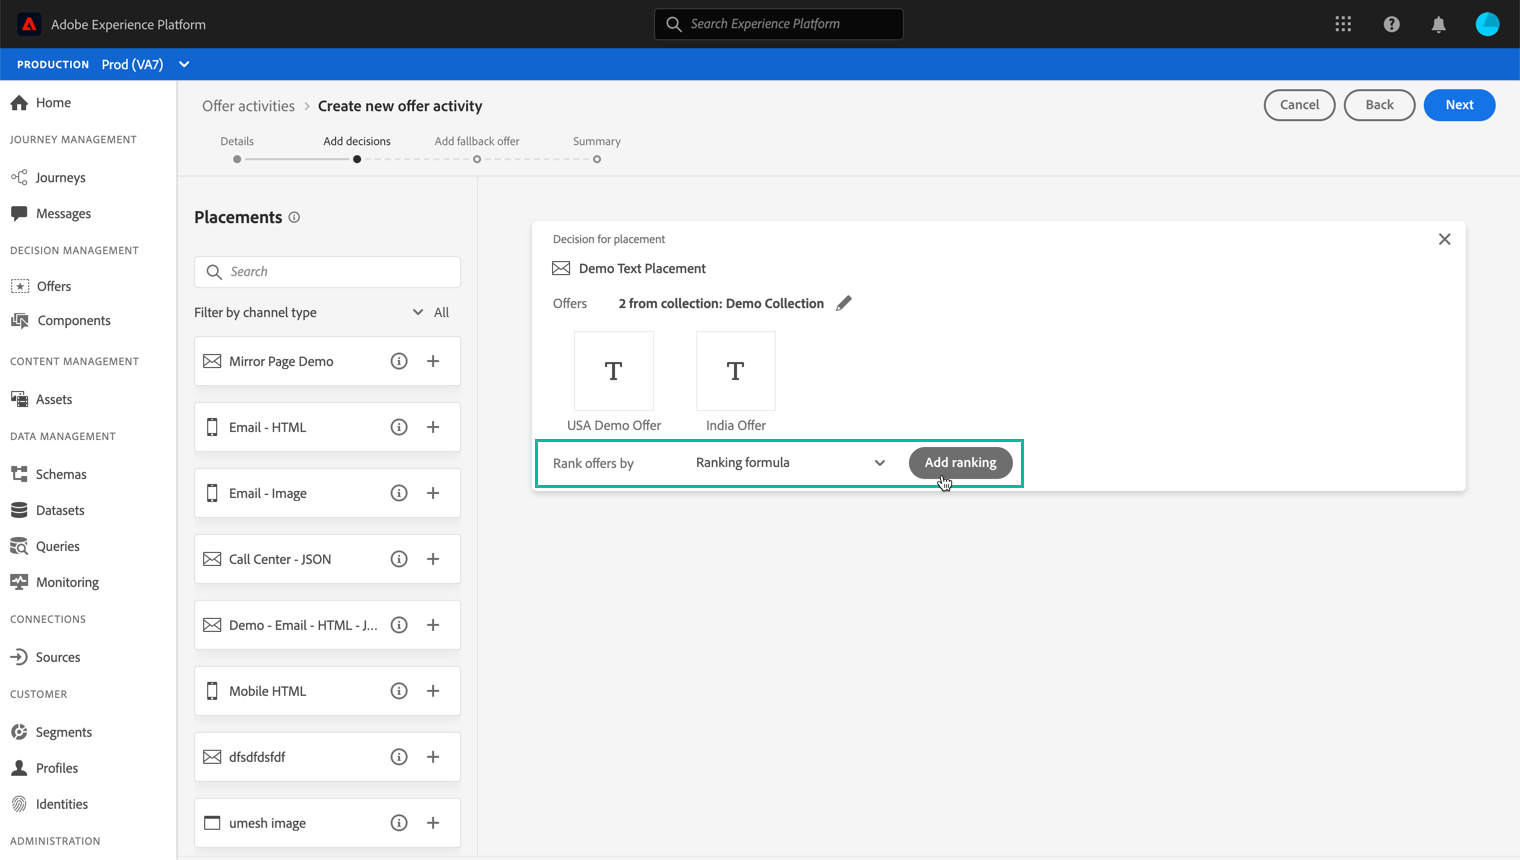 Adobe Experience Platform
Search Experience Platform
PRODUCTION Prod (VA7)
Home
JOURNEY MANAGEMENT
Journeys
Messages
DECISION MANAGEMENT
Offers
Components
CONTENT MANAGEMENT
Assets
DATA MANAGEMENT
Schemas
Datasets
Queries
Monitoring
CONNECTIONS
Sources
CUSTOMER
Segments
Profiles
Identities
ADMINISTRATION
Offer activities > Create new offer activity
Cancel Back Next
Details Add decisions Add fallback offer Summary
Placements
Search
Filter by channel type All
Mirror Page Demo
Email - HTML
Email - Image
Call Center - JSON
Demo - Email - HTML - J...
Mobile HTML
dfsdfdsfdf
umesh image
Decision for placement
Demo Text Placement
Offers 2 from collection: Demo Collection
T T
USA Demo Offer India Offer
Rank offers by Ranking formula Add ranking